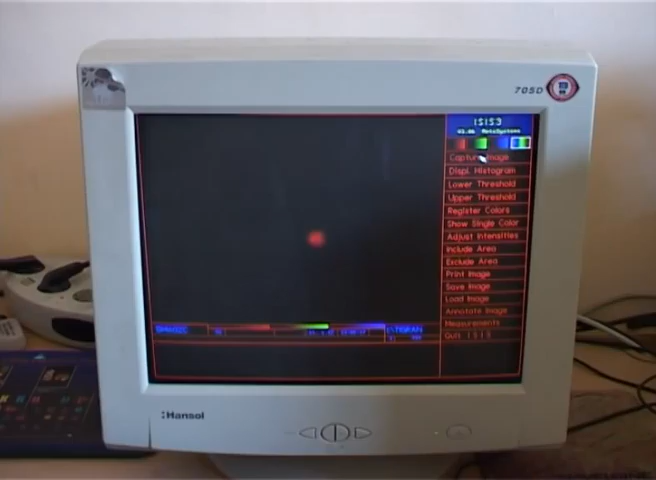 705D
ISIS3
MetaSystems
Capture Image
Displ. Histogram
Lower Threshold
Upper Threshold
Register Colors
Show Single Color
Adjust Intensities
Include Area
Exclude Area
Print Image
Save Image
Load Image
Annotate Image
Measurements
Quit ISIS
Hansol